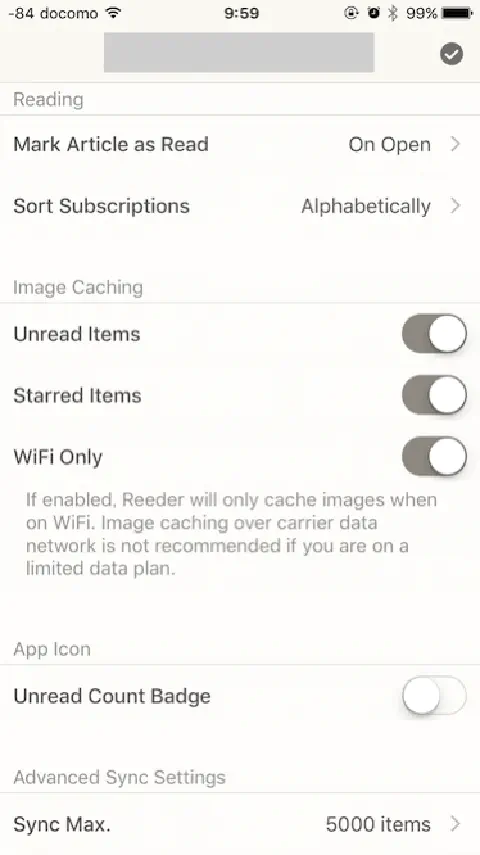 -84 docomo 9:59 99%
Reading
Mark Article as Read On Open
Sort Subscriptions Alphabetically
Image Caching
Unread Items
Starred Items
WiFi Only
If enabled, Reeder will only cache images when
on WiFi. Image caching over carrier data
network is not recommended if you are on a
limited data plan.
App Icon
Unread Count Badge
Advanced Sync Settings
Sync Max. 5000 items